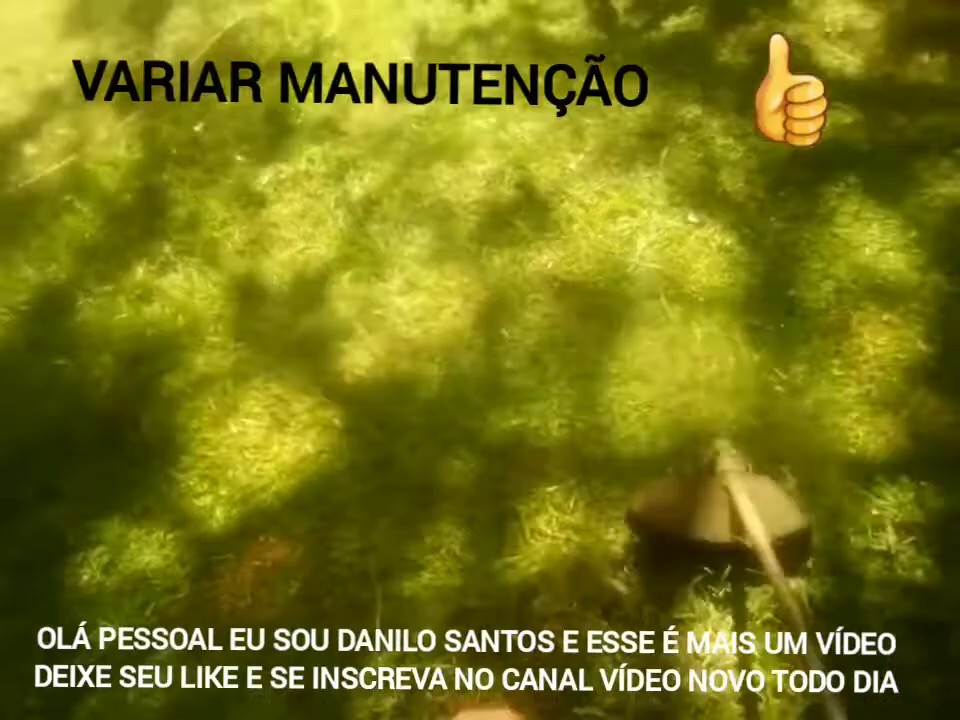 VARIAR MANUTENÇÃO
OLÁ PESSOAL EU SOU DANILO SANTOS E ESSE É MAIS UM VÍDEO
DEIXE SEU LIKE E SE INSCREVA NO CANAL VÍDEO NOVO TODO DIA